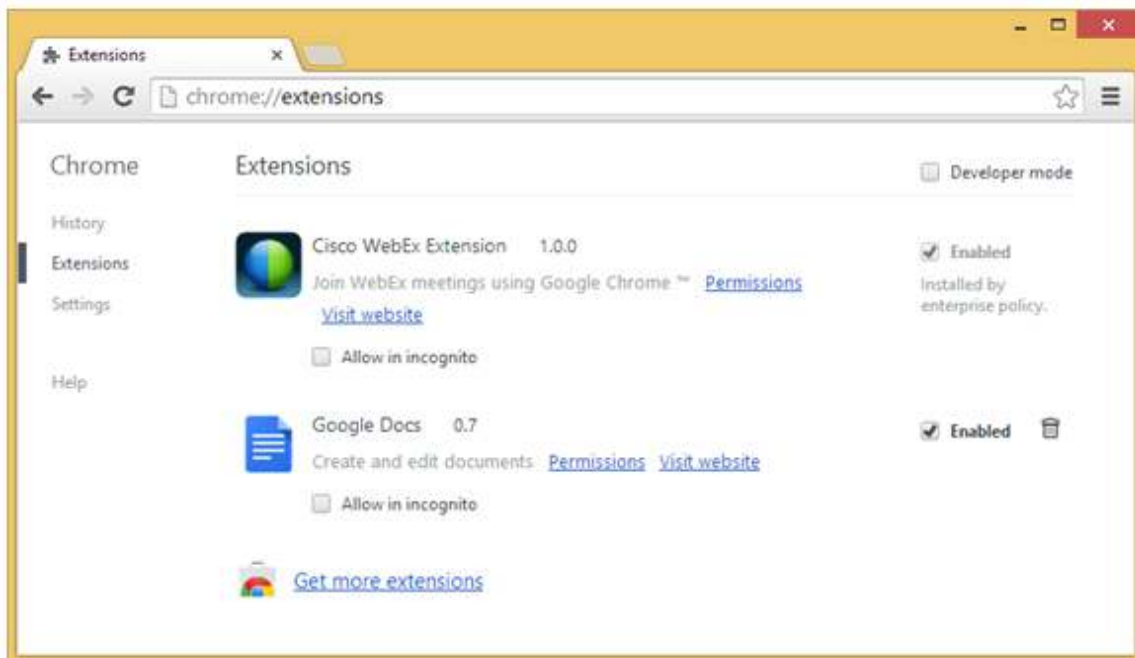 Extensions
chrome://extensions
Chrome
Extensions
Developer mode
History
Extensions
Settings
Help
Cisco WebEx Extension 1.0.0
Join WebEx meetings using Google Chrome ™ Permissions
Visit website
Allow in incognito
Enabled
Installed by
enterprise policy.
Google Docs 0.7
Create and edit documents Permissions Visit website
Allow in incognito
Enabled
Get more extensions